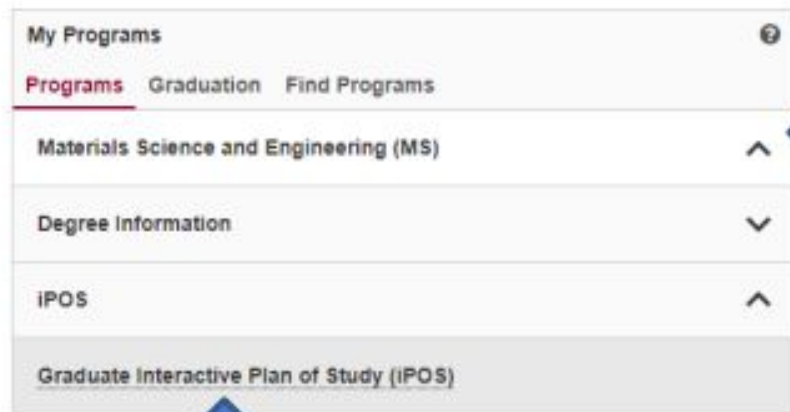 My Programs
Programs Graduation Find Programs
Materials Science and Engineering (MS)
Degree Information
iPOS
Graduate Interactive Plan of Study (iPOS)